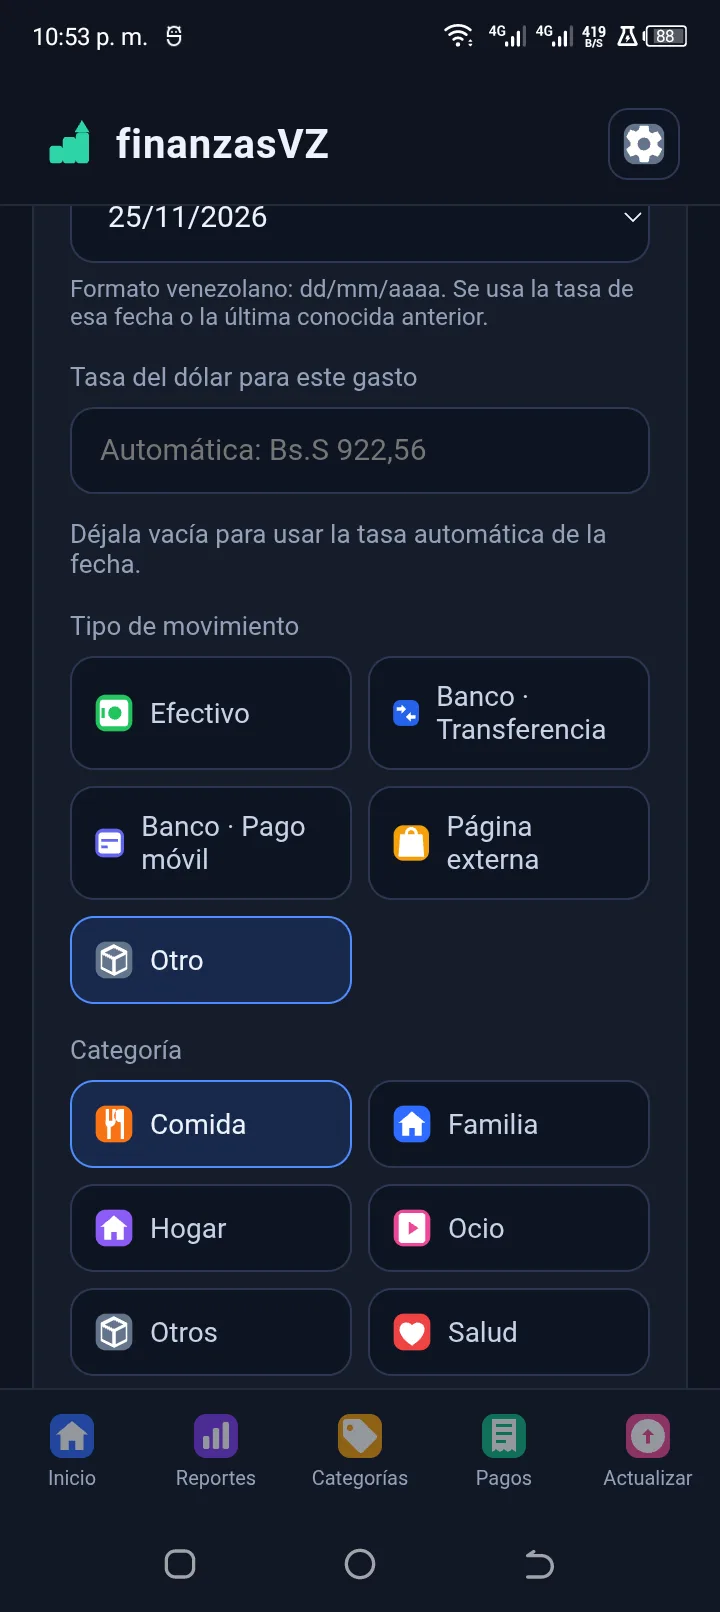 10:53 p. m.
4G 4G 419 B/S 88
finanzasVZ
25/11/2026
Formato venezolano: dd/mm/aaaa. Se usa la tasa de
esa fecha o la última conocida anterior.
Tasa del dólar para este gasto
Automática: Bs.S 922,56
Déjala vacía para usar la tasa automática de la
fecha.
Tipo de movimiento
Efectivo
Banco ·
Transferencia
Banco · Pago
móvil
Página
externa
Otro
Categoría
Comida
Familia
Hogar
Ocio
Otros
Salud
Inicio
Reportes
Categorías
Pagos
Actualizar